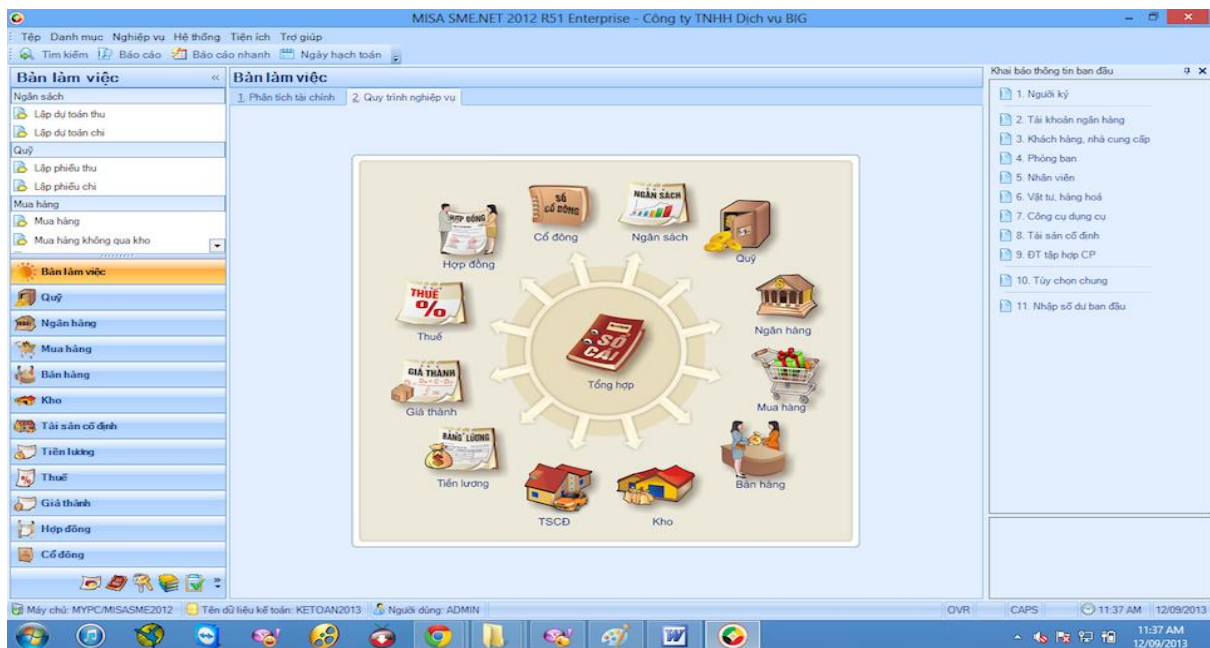 MISA SME.NET 2012 R51 Enterprise - Công ty TNHH Dịch vụ BIG
Tệp Danh mục Nghiệp vụ Hệ thống Tiện ích Trợ giúp
Tìm kiếm Báo cáo Báo cáo nhanh Ngày hạch toán
Bàn làm việc
Ngân sách
Lập dự toán thu
Lập dự toán chi
Quỹ
Lập phiếu thu
Lập phiếu chi
Mua hàng
Mua hàng
Mua hàng không qua kho
Bàn làm việc
Quỹ
Ngân hàng
Mua hàng
Bán hàng
Kho
Tài sản cố định
Tiền lương
Thuế
Giá thành
Hợp đồng
Cổ đông
Bàn làm việc
1. Phân tích tài chính 2. Quy trình nghiệp vụ
HỢP ĐỒNG
Hợp đồng
SỔ CỔ ĐÔNG
Cổ đông
NGÂN SÁCH
Ngân sách
Quỹ
THUẾ %
Thuế
Ngân hàng
SỔ CÁI
Tổng hợp
GIÁ THÀNH
Giá thành
Mua hàng
BẢNG LƯƠNG
Tiền lương
TSCĐ
Kho
Bán hàng
Khai báo thông tin ban đầu
1. Người ký
2. Tài khoản ngân hàng
3. Khách hàng, nhà cung cấp
4. Phòng ban
5. Nhân viên
6. Vật tư, hàng hoá
7. Công cụ dụng cụ
8. Tài sản cố định
9. ĐT tập hợp CP
10. Tùy chọn chung
11. Nhập số dư ban đầu
Máy chủ: MYPC/MISASME2012 Tên dữ liệu kế toán: KETOAN2013 Người dùng: ADMIN OVR CAPS 11:37 AM 12/09/2013
11:37 AM
12/09/2013